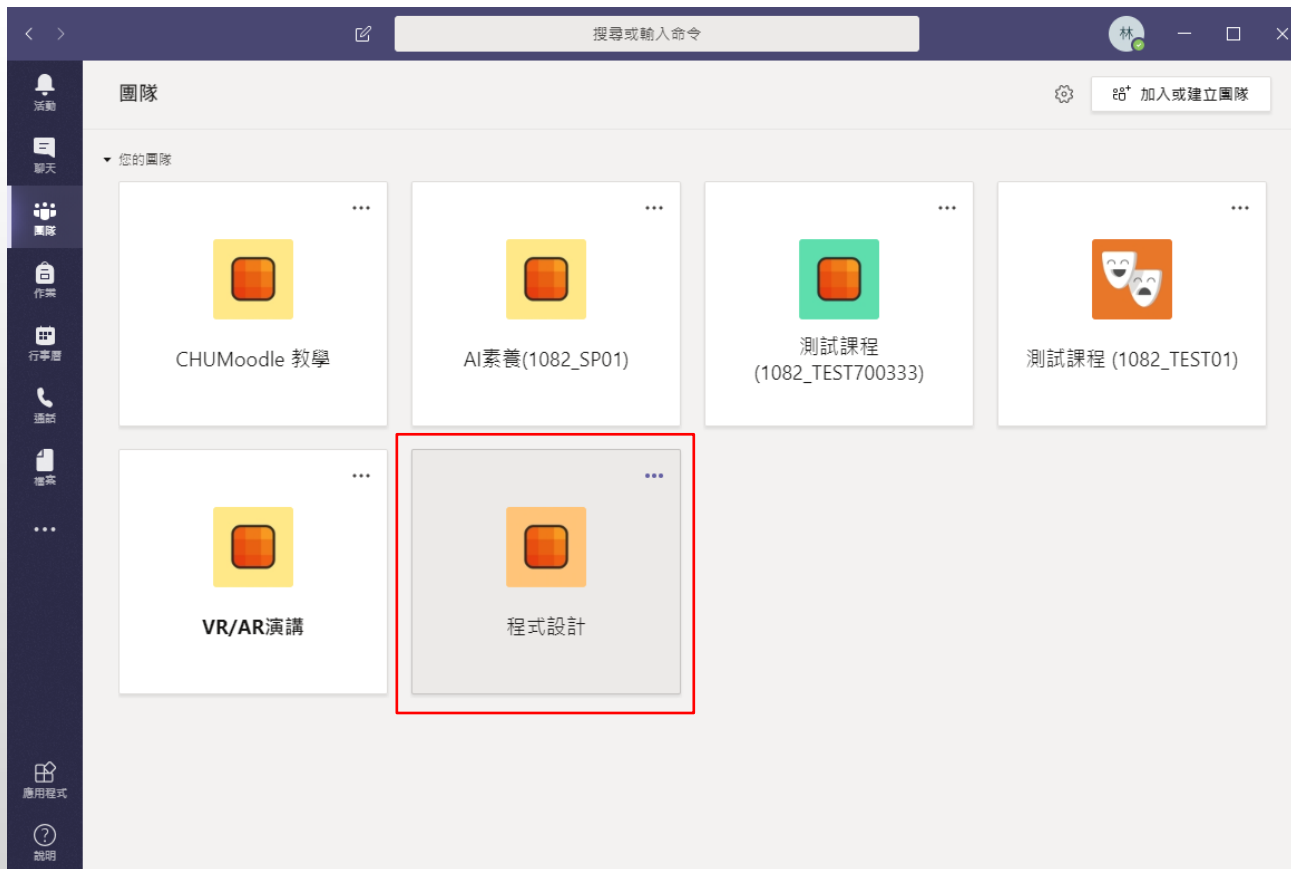 搜尋或輸入命令
林
活動
聊天
團隊
作業
行事曆
通話
檔案
應用程式
說明
團隊
加入或建立團隊
您的團隊
CHUMoodle 教學
AI素養(1082_SP01)
測試課程
(1082_TEST700333)
測試課程 (1082_TEST01)
VR/AR演講
程式設計